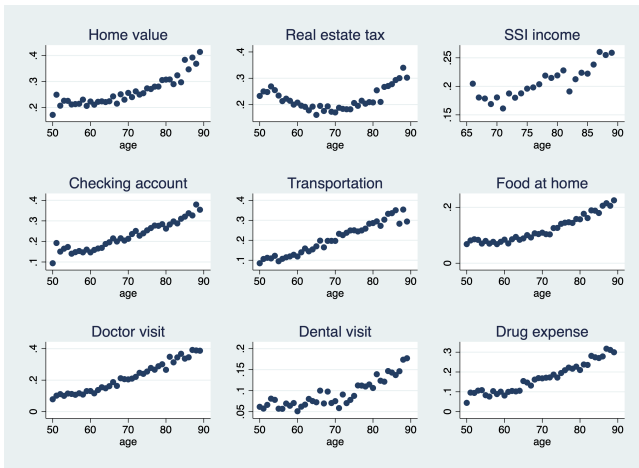 Home value
.4
.3
.2
50 60 70 80 90
age
Real estate tax
.4
.3
.2
50 60 70 80 90
age
SSI income
.25
.2
.15
65 70 75 80 85 90
age
Checking account
.4
.3
.2
.1
50 60 70 80 90
age
Transportation
.4
.3
.2
.1
50 60 70 80 90
age
Food at home
.2
0
50 60 70 80 90
age
Doctor visit
.4
.2
0
50 60 70 80 90
age
Dental visit
.2
.15
.1
.05
50 60 70 80 90
age
Drug expense
.3
.2
.1
0
50 60 70 80 90
age